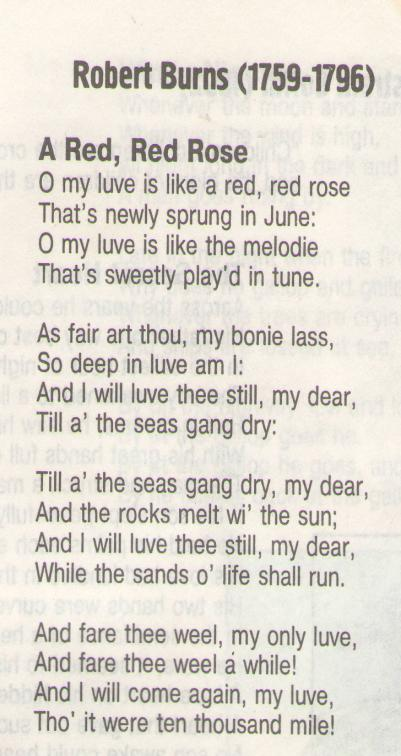 Robert Burns (1759-1796)
A Red, Red Rose
O my luve is like a red, red rose
That's newly sprung in June:
O my luve is like the melodie
That's sweetly play'd in tune.
As fair art thou, my bonie lass,
So deep in luve am I:
And I will luve thee still, my dear,
Till a' the seas gang dry:
Till a' the seas gang dry, my dear,
And the rocks melt wi' the sun;
And I will luve thee still, my dear,
While the sands o' life shall run.
And fare thee weel, my only luve,
And fare thee weel a while!
And I will come again, my luve,
Tho' it were ten thousand mile!